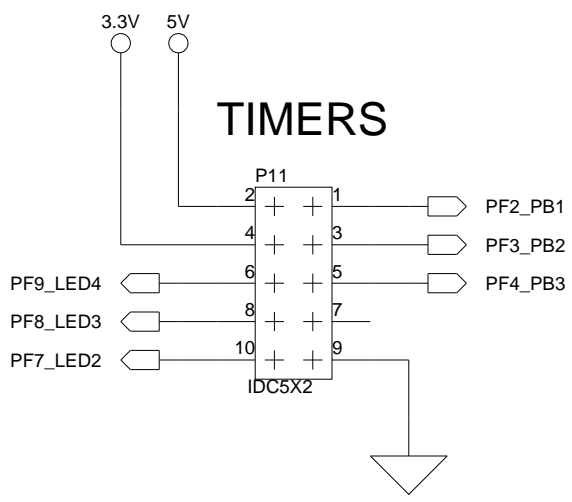 3.3V 5V
TIMERS
P11
2 1 PF2_PB1
4 3 PF3_PB2
PF9_LED4 6 5 PF4_PB3
PF8_LED3 8 7
PF7_LED2 10 9
IDC5X2